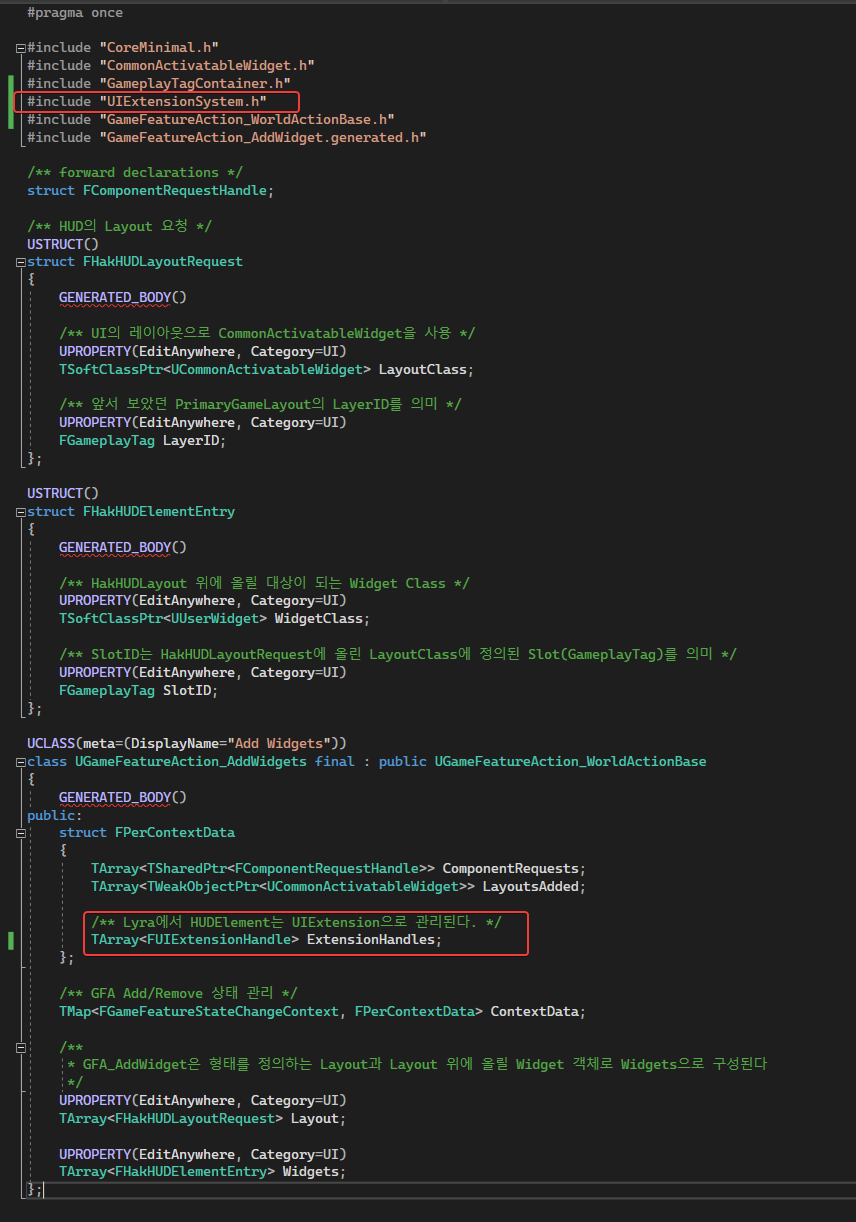 #pragma once
#include "CoreMinimal.h"
#include "CommonActivatableWidget.h"
#include "GameplayTagContainer.h"
#include "UIExtensionSystem.h"
#include "GameFeatureAction_WorldActionBase.h"
#include "GameFeatureAction_AddWidget.generated.h"
/** forward declarations */
struct FComponentRequestHandle;
/** HUD의 Layout 요청 */
USTRUCT()
struct FHakHUDLayoutRequest
{
GENERATED_BODY()
/** UI의 레이아웃으로 CommonActivatableWidget을 사용 */
UPROPERTY(EditAnywhere, Category=UI)
TSoftClassPtr<UCommonActivatableWidget> LayoutClass;
/** 앞서 보았던 PrimaryGameLayout의 LayerID를 의미 */
UPROPERTY(EditAnywhere, Category=UI)
FGameplayTag LayerID;
};
USTRUCT()
struct FHakHUDElementEntry
{
GENERATED_BODY()
/** HakHUDLayout 위에 올릴 대상이 되는 Widget Class */
UPROPERTY(EditAnywhere, Category=UI)
TSoftClassPtr<UUserWidget> WidgetClass;
/** SlotID는 HakHUDLayoutRequest에 올린 LayoutClass에 정의된 Slot(GameplayTag)를 의미 */
UPROPERTY(EditAnywhere, Category=UI)
FGameplayTag SlotID;
};
UCLASS(meta=(DisplayName="Add Widgets"))
class UGameFeatureAction_AddWidgets final : public UGameFeatureAction_WorldActionBase
{
GENERATED_BODY()
public:
struct FPerContextData
{
TArray<TSharedPtr<FComponentRequestHandle>> ComponentRequests;
TArray<TWeakObjectPtr<UCommonActivatableWidget>> LayoutsAdded;
/** Lyra에서 HUDElement는 UIExtension으로 관리된다. */
TArray<FUIExtensionHandle> ExtensionHandles;
};
/** GFA Add/Remove 상태 관리 */
TMap<FGameFeatureStateChangeContext, FPerContextData> ContextData;
/**
* GFA_AddWidget은 형태를 정의하는 Layout과 Layout 위에 올릴 Widget 객체로 Widgets으로 구성된다
*/
UPROPERTY(EditAnywhere, Category=UI)
TArray<FHakHUDLayoutRequest> Layout;
UPROPERTY(EditAnywhere, Category=UI)
TArray<FHakHUDElementEntry> Widgets;
};